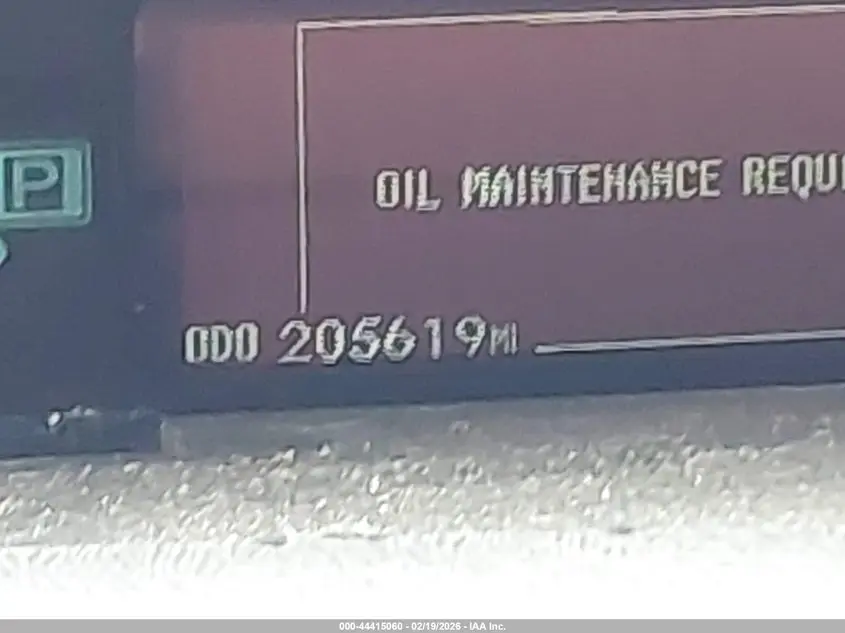 P
OIL MAINTENANCE REQU
ODO 205619MI
000-44415060 - 02/19/2026 - IAA Inc.